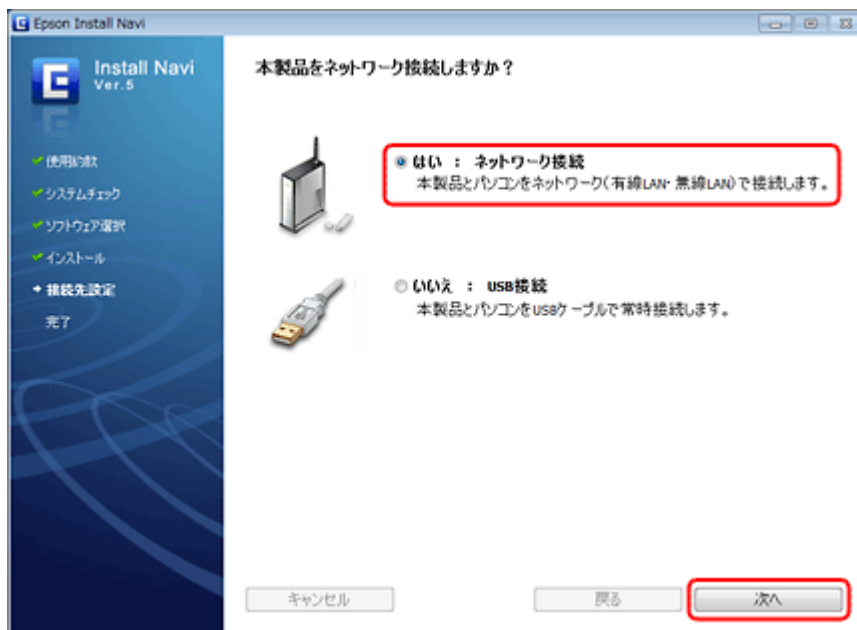 Epson Install Navi
Install Navi
Ver.5
使用約款
システムチェック
ソフトウェア選択
インストール
接続先設定
完了
本製品をネットワーク接続しますか？
はい ： ネットワーク接続
本製品とパソコンをネットワーク(有線LAN・無線LAN)で接続します。
いいえ ： USB接続
本製品とパソコンをUSBケーブルで常時接続します。
キャンセル
戻る
次へ